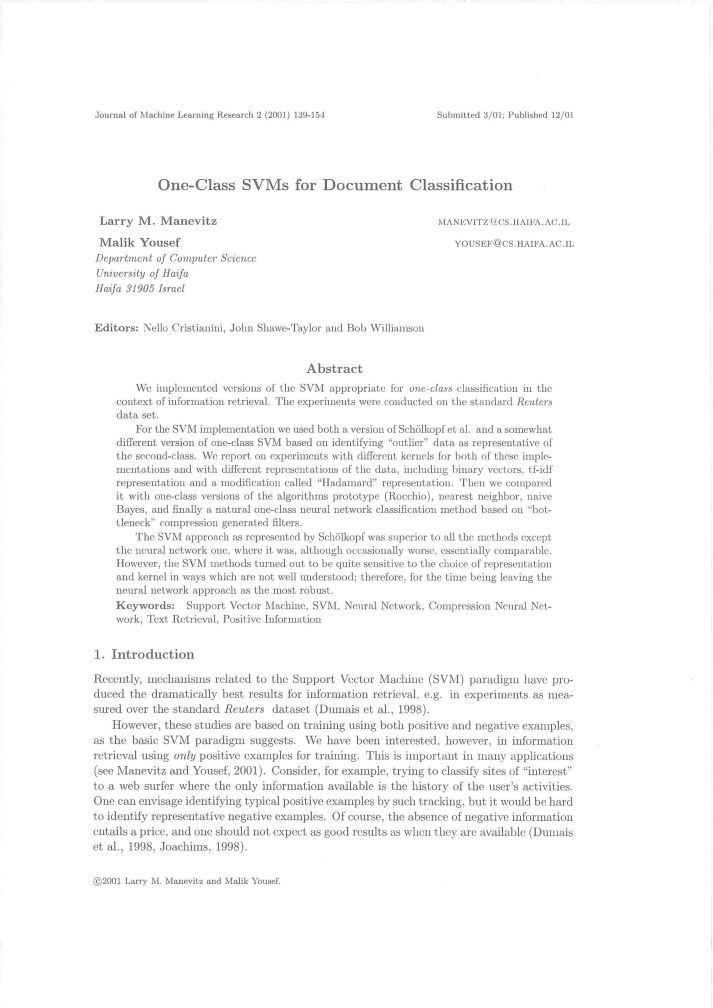 Journal of Machine Learning Research 2 (2001) 139-154 Submitted 3/01; Published 12/01
One-Class SVMs for Document Classification
Larry M. Manevitz MANEVITZ@CS.HAIFA.AC.IL
Malik Yousef YOUSEF@CS.HAIFA.AC.IL
Department of Computer Science
University of Haifa
Haifa 31905 Israel
Editors: Nello Cristianini, John Shawe-Taylor and Bob Williamson
Abstract
We implemented versions of the SVM appropriate for one-class classification in the
context of information retrieval. The experiments were conducted on the standard Reuters
data set.
For the SVM implementation we used both a version of Schölkopf et al. and a somewhat
different version of one-class SVM based on identifying “outlier” data as representative of
the second-class. We report on experiments with different kernels for both of these imple-
mentations and with different representations of the data, including binary vectors, tf-idf
representation and a modification called “Hadamard” representation. Then we compared
it with one-class versions of the algorithms prototype (Rocchio), nearest neighbor, naive
Bayes, and finally a natural one-class neural network classification method based on “bot-
tleneck” compression generated filters.
The SVM approach as represented by Schölkopf was superior to all the methods except
the neural network one, where it was, although occasionally worse, essentially comparable.
However, the SVM methods turned out to be quite sensitive to the choice of representation
and kernel in ways which are not well understood; therefore, for the time being leaving the
neural network approach as the most robust.
Keywords: Support Vector Machine, SVM, Neural Network, Compression Neural Net-
work, Text Retrieval, Positive Information
1. Introduction
Recently, mechanisms related to the Support Vector Machine (SVM) paradigm have pro-
duced the dramatically best results for information retrieval, e.g. in experiments as mea-
sured over the standard Reuters dataset (Dumais et al., 1998).
However, these studies are based on training using both positive and negative examples,
as the basic SVM paradigm suggests. We have been interested, however, in information
retrieval using only positive examples for training. This is important in many applications
(see Manevitz and Yousef, 2001). Consider, for example, trying to classify sites of “interest”
to a web surfer where the only information available is the history of the user's activities.
One can envisage identifying typical positive examples by such tracking, but it would be hard
to identify representative negative examples. Of course, the absence of negative information
entails a price, and one should not expect as good results as when they are available (Dumais
et al., 1998, Joachims, 1998).
©2001 Larry M. Manevitz and Malik Yousef.